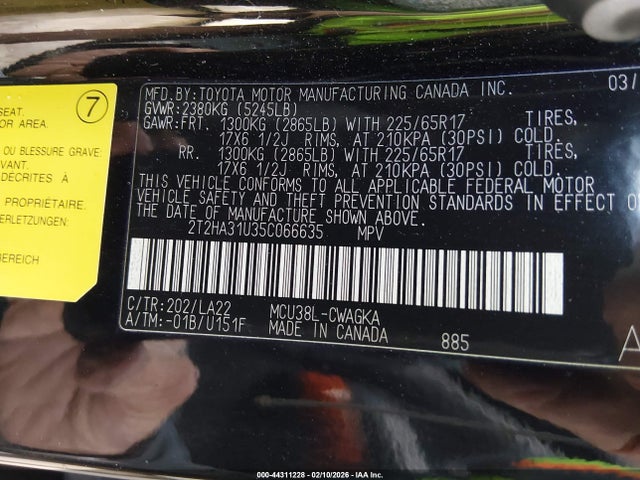 MFD.BY:TOYOTA MOTOR MANUFACTURING CANADA INC. 03/
GVWR:2380KG (5245LB)
GAWR:FRT. 1300KG (2865LB) WITH 225/65R17 TIRES,
17X6 1/2J RIMS, AT 210KPA (30PSI) COLD.
RR. 1300KG (2865LB) WITH 225/65R17 TIRES,
17X6 1/2J RIMS, AT 210KPA (30PSI) COLD.
THIS VEHICLE CONFORMS TO ALL APPLICABLE FEDERAL MOTOR
VEHICLE SAFETY AND THEFT PREVENTION STANDARDS IN EFFECT O
THE DATE OF MANUFACTURE SHOWN ABOVE.
2T2HA31U35C066635 MPV
C/TR:202/LA22 MCU38L-CWAGKA
A/TM:-01B/U151F MADE IN CANADA 885
A
7
SEAT.
OR AREA.
OU BLESSURE GRAVE:
AVANT.
DÉCRITES À
PROPRIÉTAIRE.
ERLETZUNGEN:
BEREICH
000-44311228 - 02/10/2026 - IAA Inc.